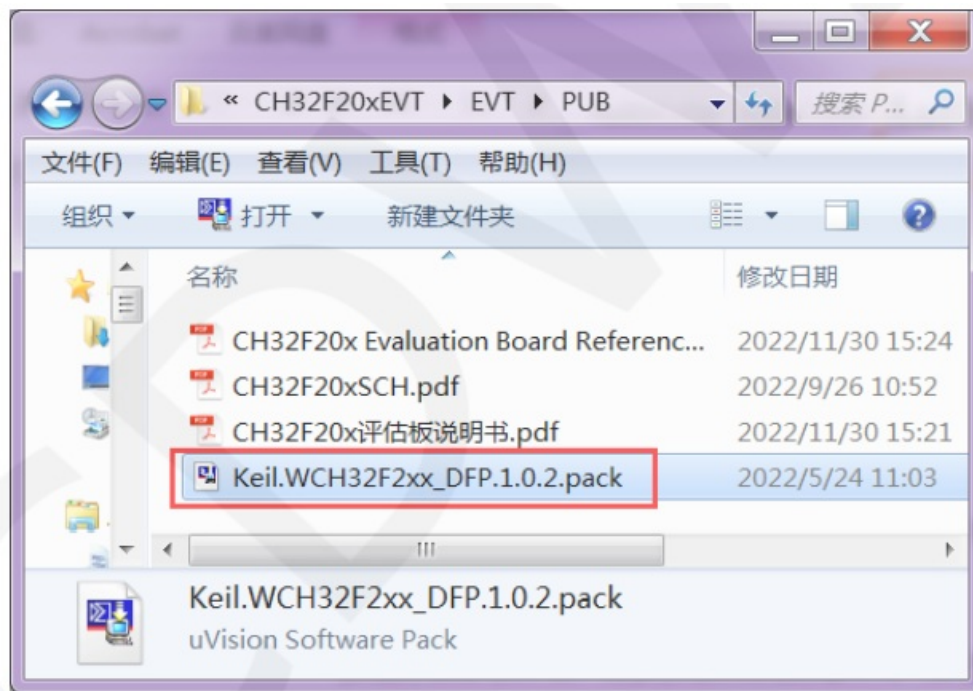 « CH32F20xEVT ▸ EVT ▸ PUB
搜索 P...
文件(F) 编辑(E) 查看(V) 工具(T) 帮助(H)
组织 打开 新建文件夹
名称 修改日期
CH32F20x Evaluation Board Referenc... 2022/11/30 15:24
CH32F20xSCH.pdf 2022/9/26 10:52
CH32F20x评估板说明书.pdf 2022/11/30 15:21
Keil.WCH32F2xx_DFP.1.0.2.pack 2022/5/24 11:03
Keil.WCH32F2xx_DFP.1.0.2.pack
uVision Software Pack